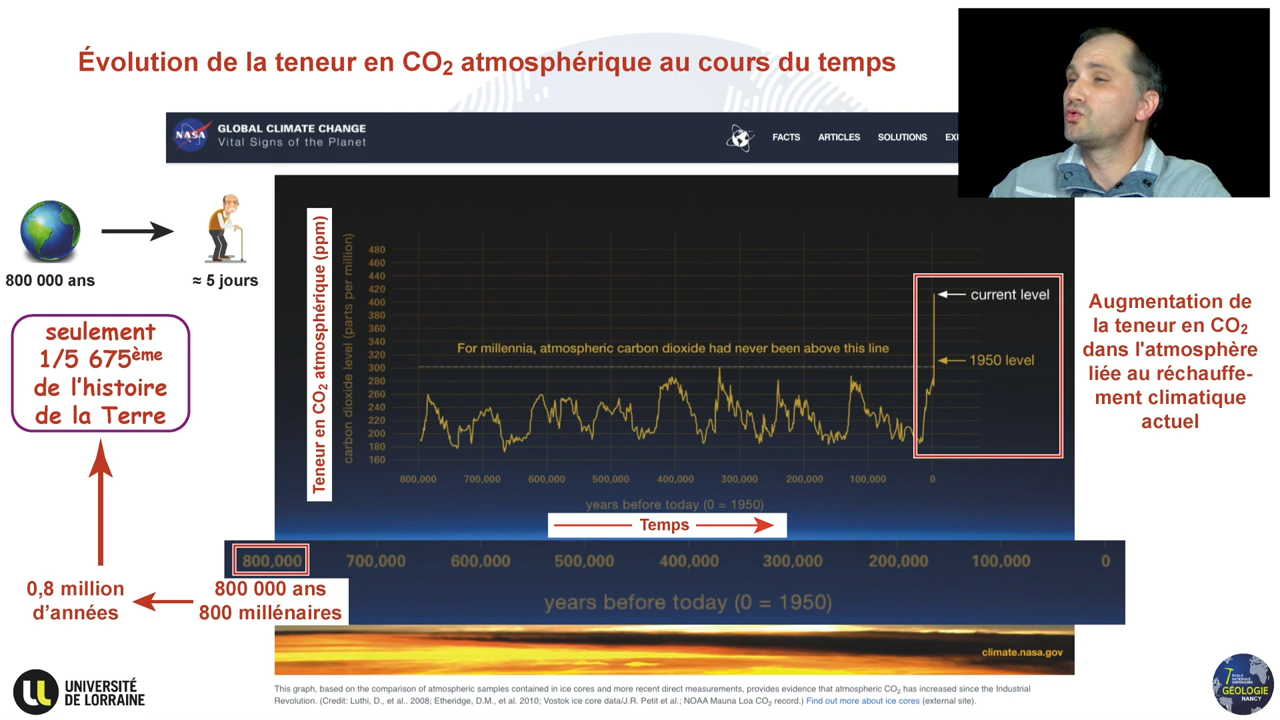 Évolution de la teneur en CO₂ atmosphérique au cours du temps
NASA
GLOBAL CLIMATE CHANGE
Vital Signs of the Planet
FACTS ARTICLES SOLUTIONS
800 000 ans
≈ 5 jours
seulement
1/5 675ème
de l'histoire
de la Terre
0,8 million
d'années
800 000 ans
800 millénaires
Teneur en CO₂ atmosphérique (ppm)
carbon dioxide level (parts per million)
480
460
440
420
400
380
360
340
320
300
280
260
240
220
200
180
160
For millennia, atmospheric carbon dioxide had never been above this line
current level
1950 level
800,000 700,000 600,000 500,000 400,000 300,000 200,000 100,000 0
years before today (0 = 1950)
Temps
800,000 700,000 600,000 500,000 400,000 300,000 200,000 100,000 0
years before today (0 = 1950)
climate.nasa.gov
Augmentation de
la teneur en CO₂
dans l'atmosphère
liée au réchauffe-
ment climatique
actuel
This graph, based on the comparison of atmospheric samples contained in ice cores and more recent direct measurements, provides evidence that atmospheric CO₂ has increased since the Industrial
Revolution. (Credit: Luthi, D., et al.. 2008; Etheridge, D.M., et al. 2010; Vostok ice core data/J.R. Petit et al.; NOAA Mauna Loa CO₂ record.) Find out more about ice cores (external site).
UNIVERSITÉ
DE LORRAINE
ÉCOLE
NATIONALE
SUPÉRIEURE
GÉOLOGIE
NANCY